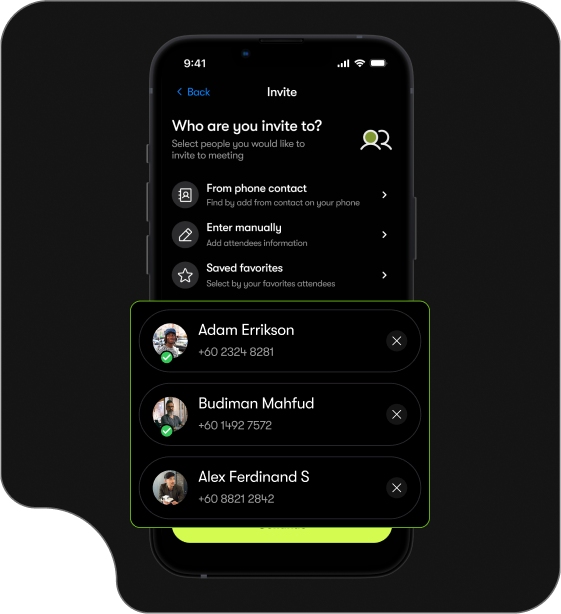 9:41
Back
Invite
Who are you invite to?
Select people you would like to
invite to meeting
From phone contact
Find by add from contact on your phone
Enter manually
Add attendees information
Saved favorites
Select by your favorites attendees
Adam Errikson
+60 2324 8281
Budiman Mahfud
+60 1492 7572
Alex Ferdinand S
+60 8821 2842